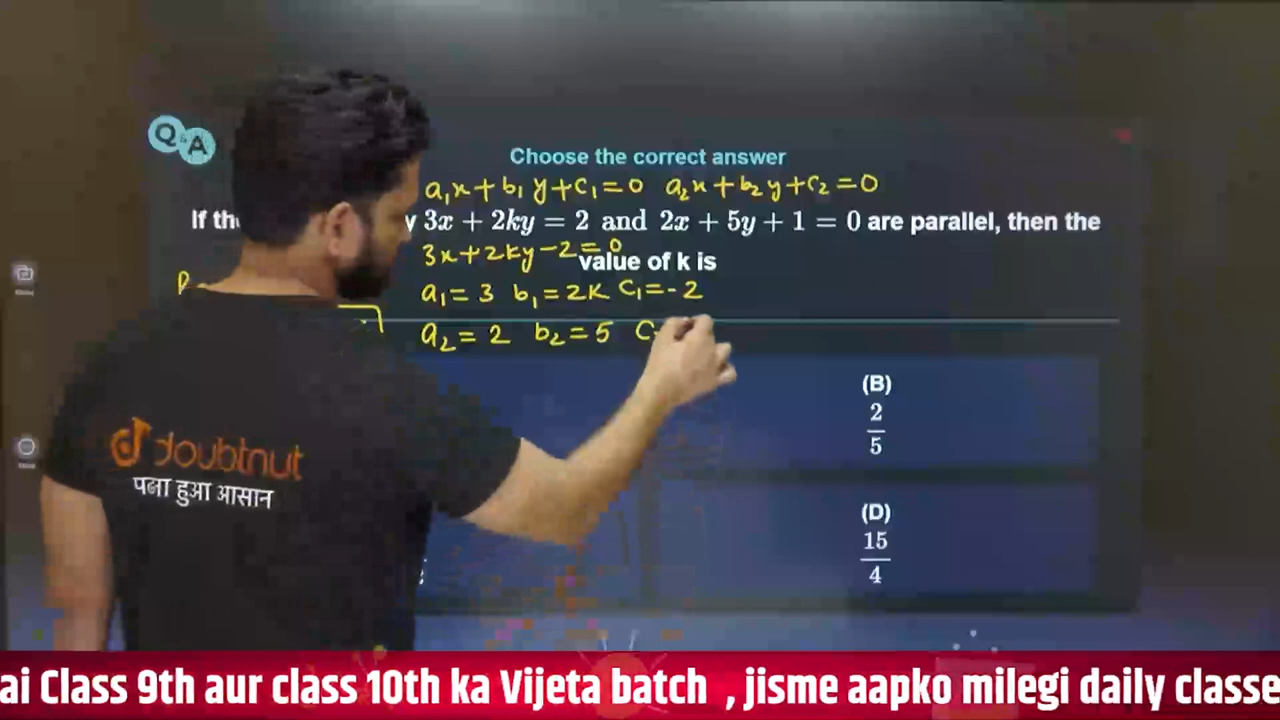 Q&A
Choose the correct answer
a₁x + b₁y + c₁ = 0 a₂x + b₂y + c₂ = 0
If y 3x + 2ky = 2 and 2x + 5y + 1 = 0 are parallel, then the
3x + 2ky - 2 = 0
value of k is
a₁ = 3 b₁ = 2k c₁ = -2
a₂ = 2 b₂ = 5 C
(B)
2/5
(D)
15/4
doubtnut
पढ़ना हुआ आसान
ai Class 9th aur class 10th ka Vijeta batch , jisme aapko milegi daily classe